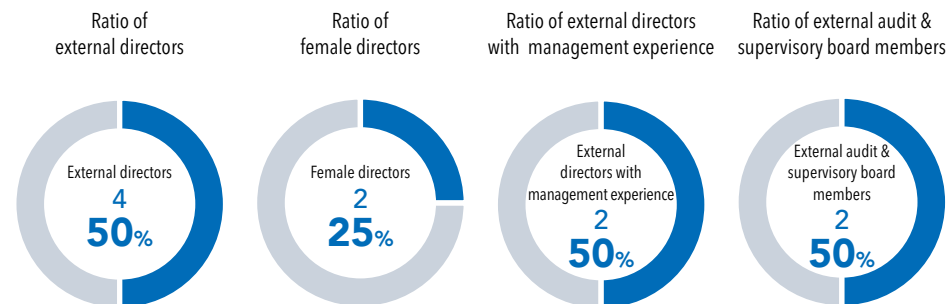 Ratio of
external directors
Ratio of
female directors
Ratio of external directors
with management experience
Ratio of external audit &
supervisory board members
External directors
4
50%
Female directors
2
25%
External
directors with
management experience
2
50%
External audit &
supervisory board
members
2
50%